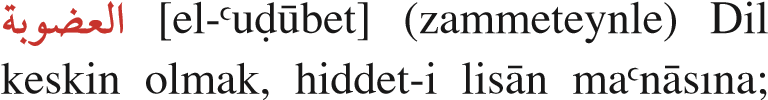 العضوبة [el-ʿuḍūbet] (zammeteynle) Dil
keskin olmak, hiddet-i lisān maʿnāsına;